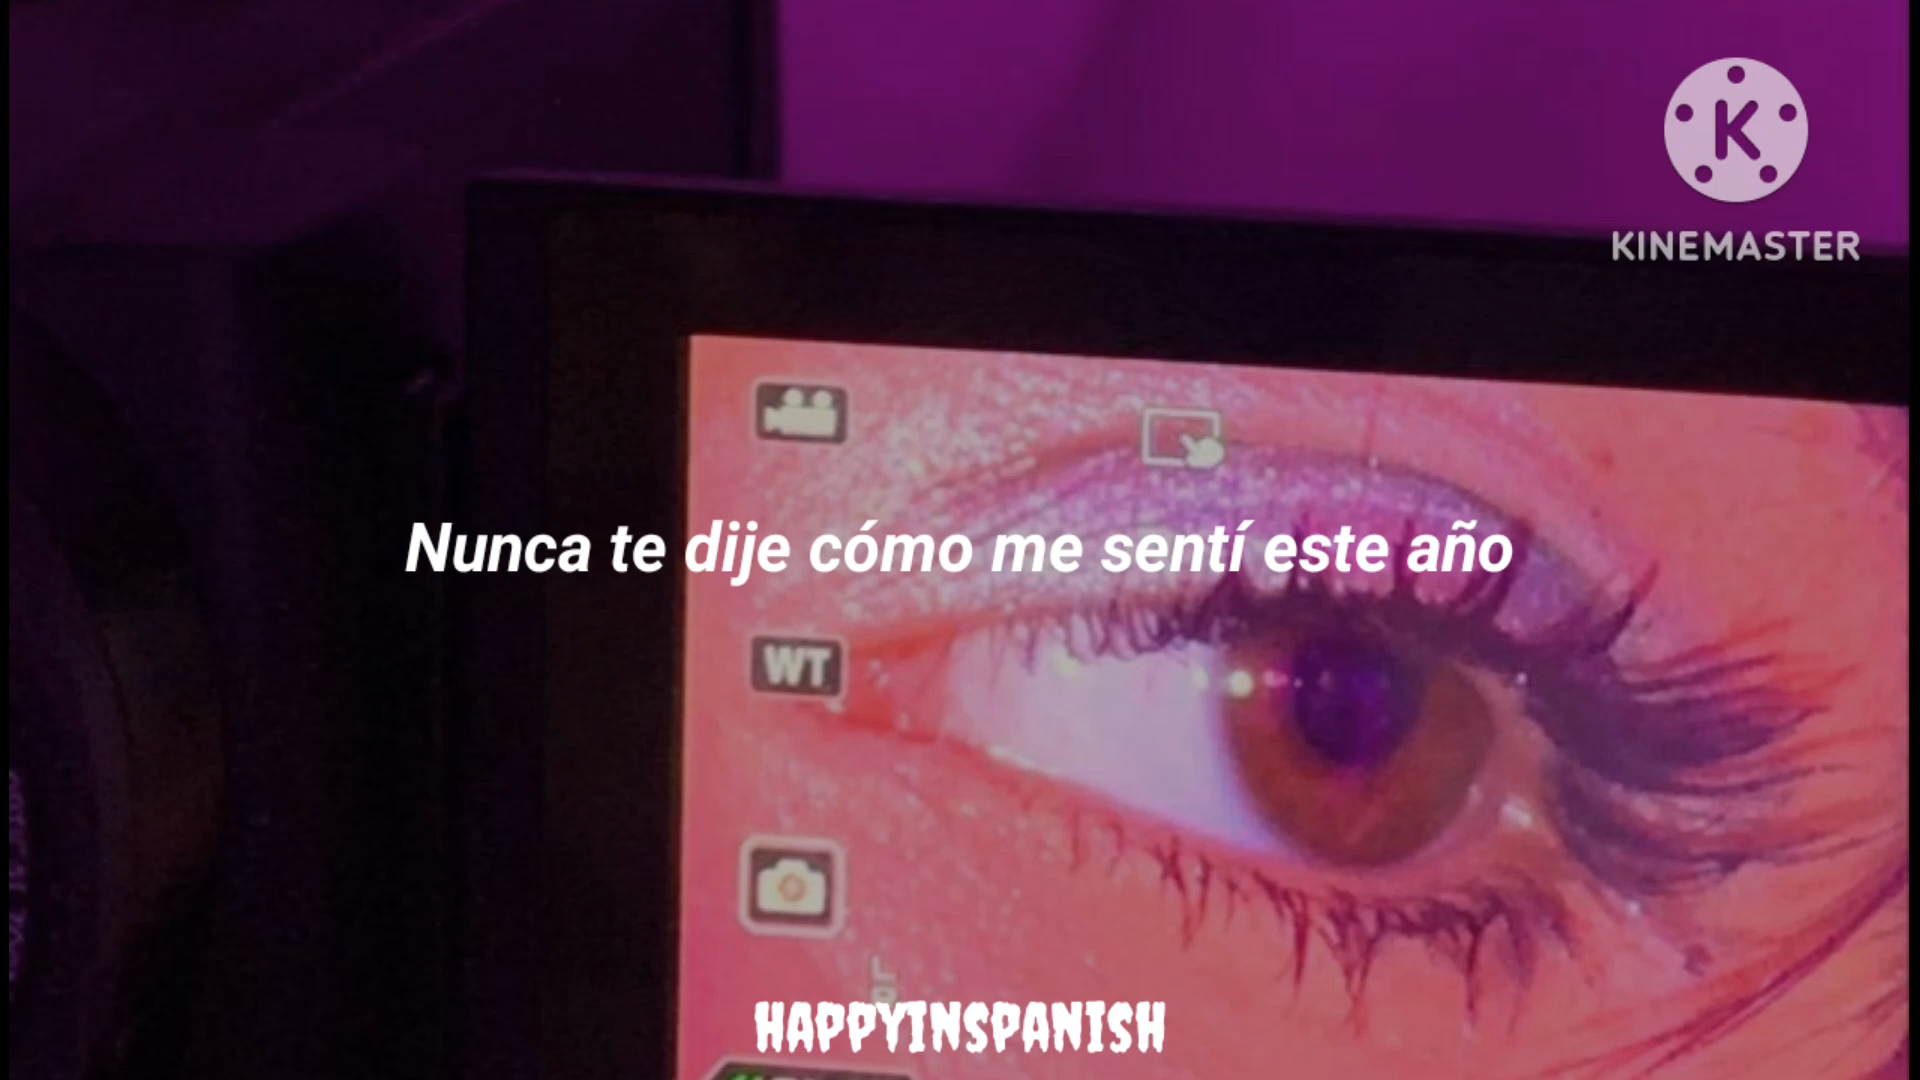 K
KINEMASTER
Nunca te dije cómo me sentí este año
WT
HAPPYINSPANISH